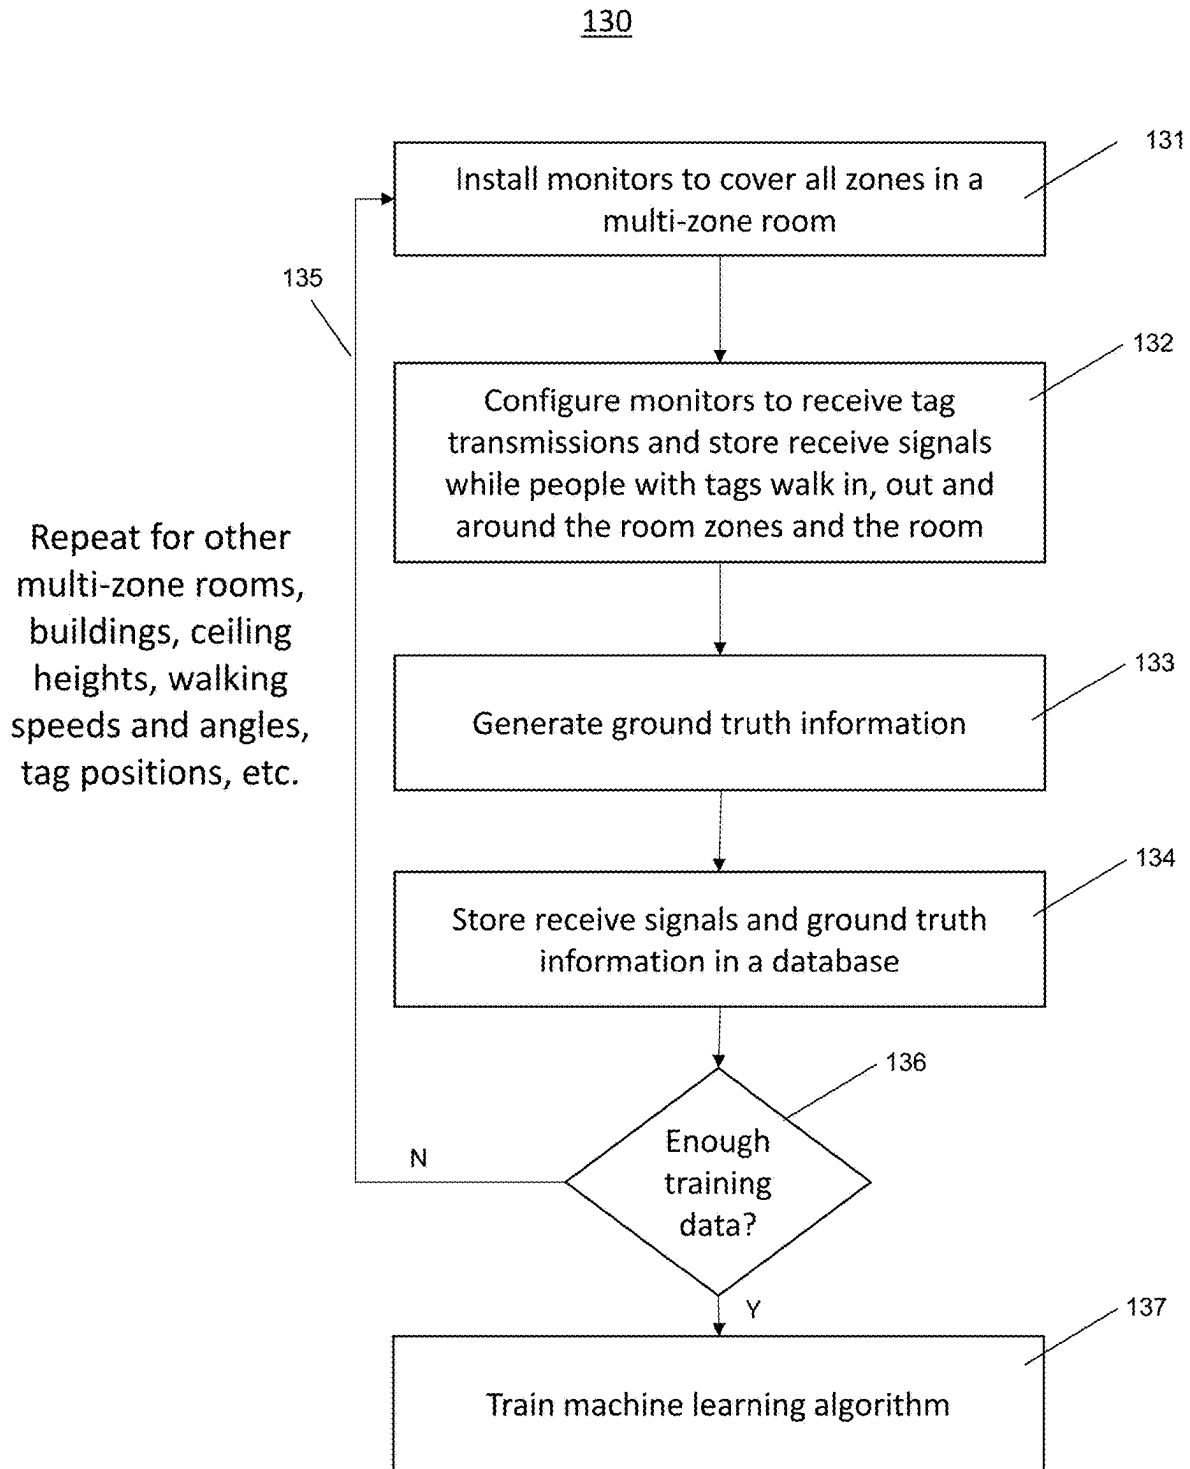 130
131
Install monitors to cover all zones in a
multi-zone room
135
132
Configure monitors to receive tag
transmissions and store receive signals
while people with tags walk in, out and
around the room zones and the room
Repeat for other
multi-zone rooms,
buildings, ceiling
heights, walking
speeds and angles,
tag positions, etc.
133
Generate ground truth information
134
Store receive signals and ground truth
information in a database
136
Enough
training
data?
N
Y
137
Train machine learning algorithm